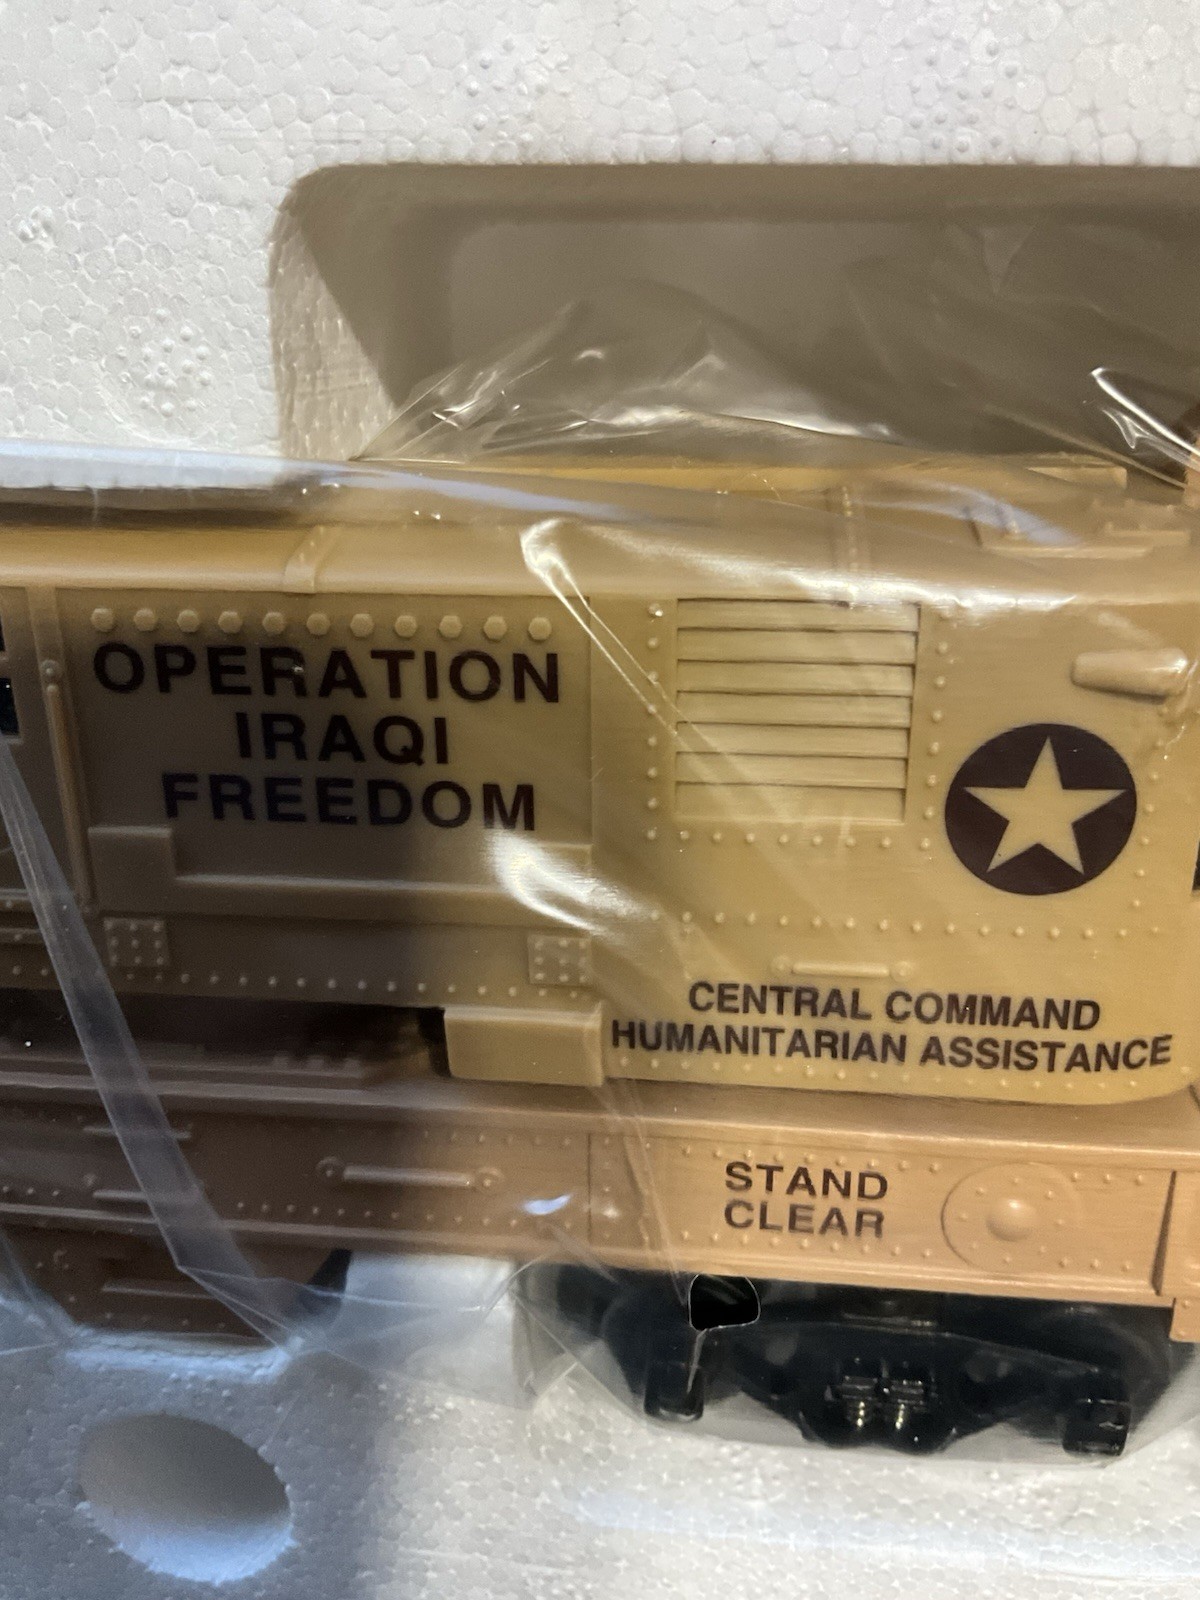 OPERATION
IRAQI
FREEDOM
CENTRAL COMMAND
HUMANITARIAN ASSISTANCE
STAND
CLEAR